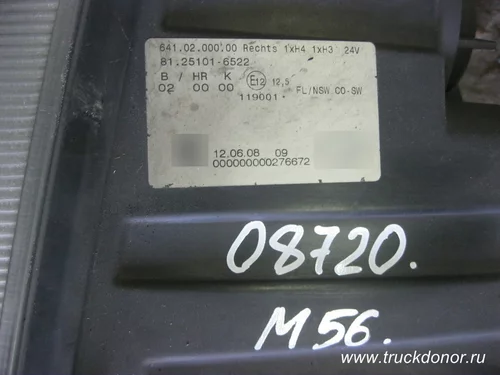 641.02.000.00 Rechts 1xH4 1xH3 24V
81.25101-6522
B / HR K E12 12,5
02 00 00 FL/NSW.CO-SW
119001
12.06.08 09
000000000276672
08720.
M56.
www.truckdonor.ru